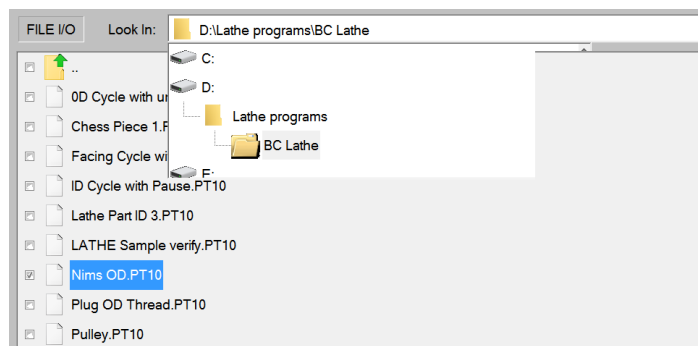 FILE I/O Look In: D:\Lathe programs\BC Lathe
C:
D:
Lathe programs
BC Lathe
E:
..
0D Cycle with
Chess Piece 1.
Facing Cycle
ID Cycle with Pause.PT10
Lathe Part ID 3.PT10
LATHE Sample verify.PT10
Nims OD.PT10
Plug OD Thread.PT10
Pulley.PT10